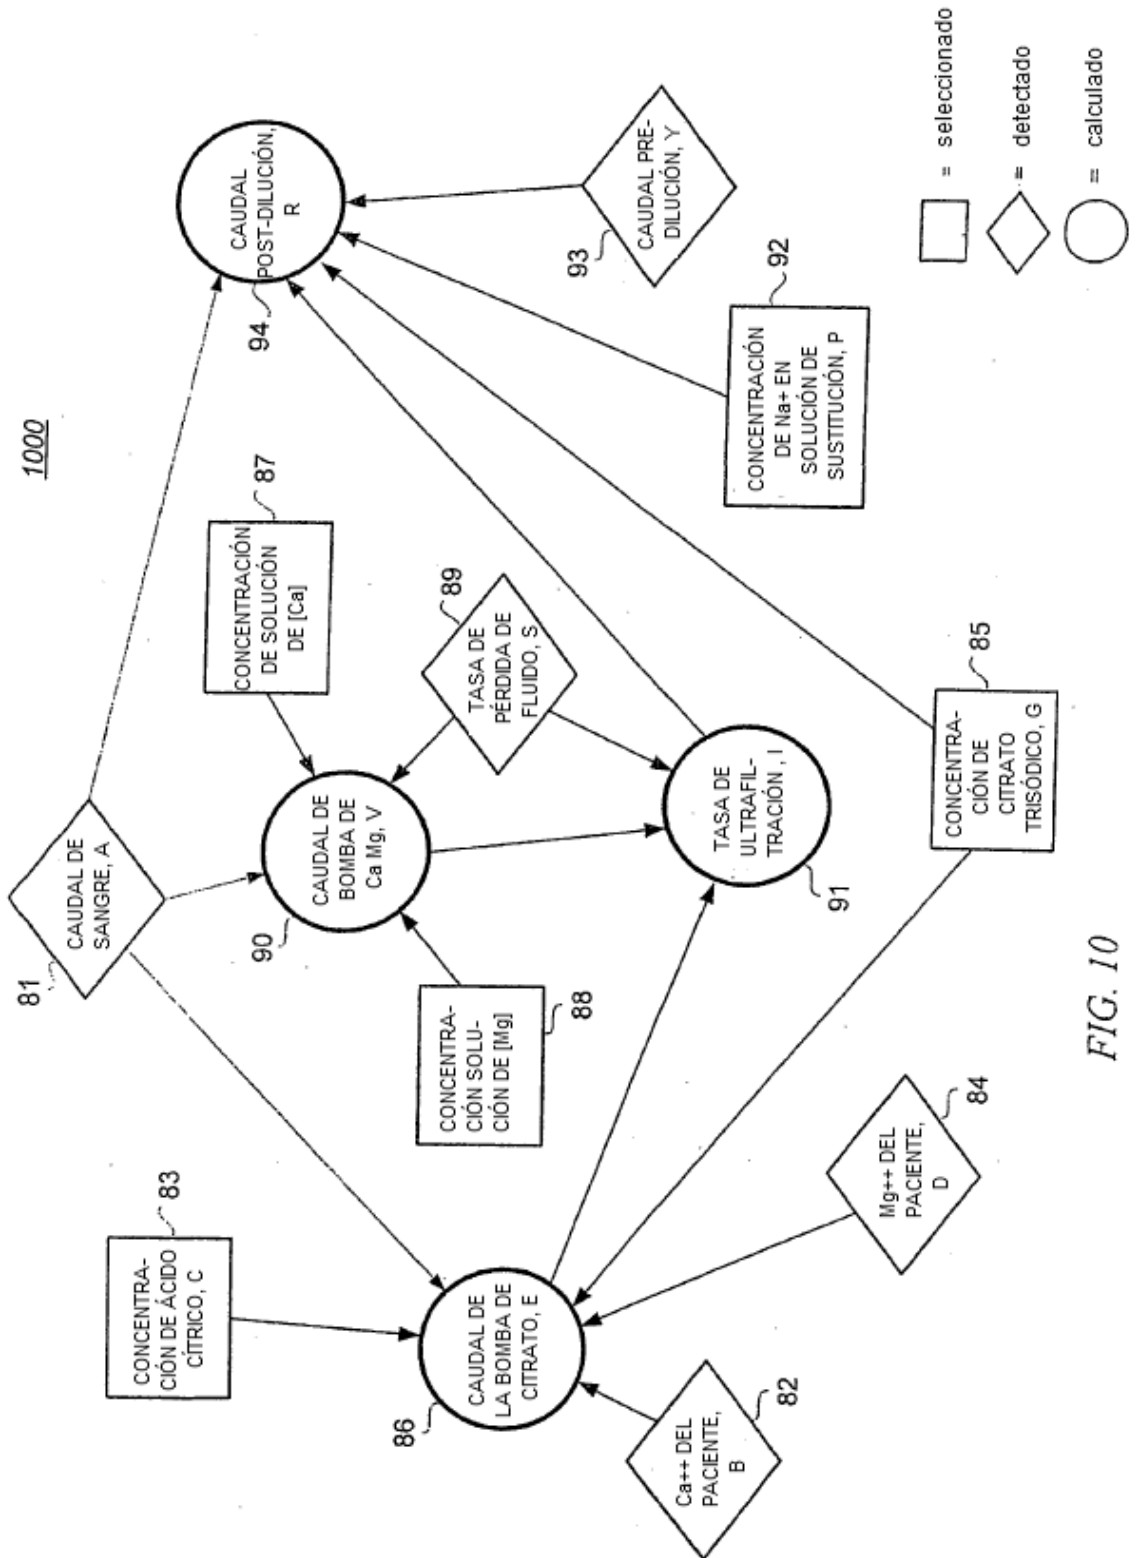 1000
81
CAUDAL DE
SANGRE, A
83
CONCENTRA-
CIÓN DE ÁCIDO
CÍTRICO, C
87
CONCENTRACIÓN
DE SOLUCIÓN
DE [Ca]
94
CAUDAL
POST-DILUCIÓN,
R
90
CAUDAL DE
BOMBA DE
Ca Mg, V
89
TASA DE
PÉRDIDA DE
FLUIDO, S
86
CAUDAL DE
LA BOMBA DE
CITRATO, E
88
CONCENTRA-
CIÓN SOLU-
CIÓN DE [Mg]
91
TASA DE
ULTRAFIL-
TRACIÓN , I
93
CAUDAL PRE-
DILUCIÓN, Y
92
CONCENTRACIÓN
DE Na+ EN
SOLUCIÓN DE
SUSTITUCIÓN, P
82
Ca++ DEL
PACIENTE,
B
84
Mg++ DEL
PACIENTE,
D
85
CONCENTRA-
CIÓN DE
CITRATO
TRISÓDICO, G
= seleccionado
= detectado
= calculado
FIG. 10